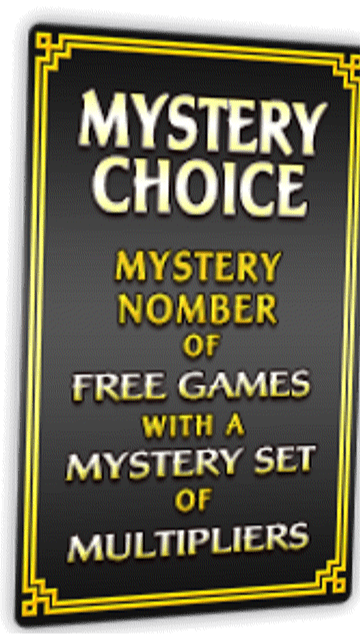 MYSTERY
CHOICE
MYSTERY
NOMBER
OF
FREE GAMES
WITH A
MYSTERY SET
OF
MULTIPLIERS